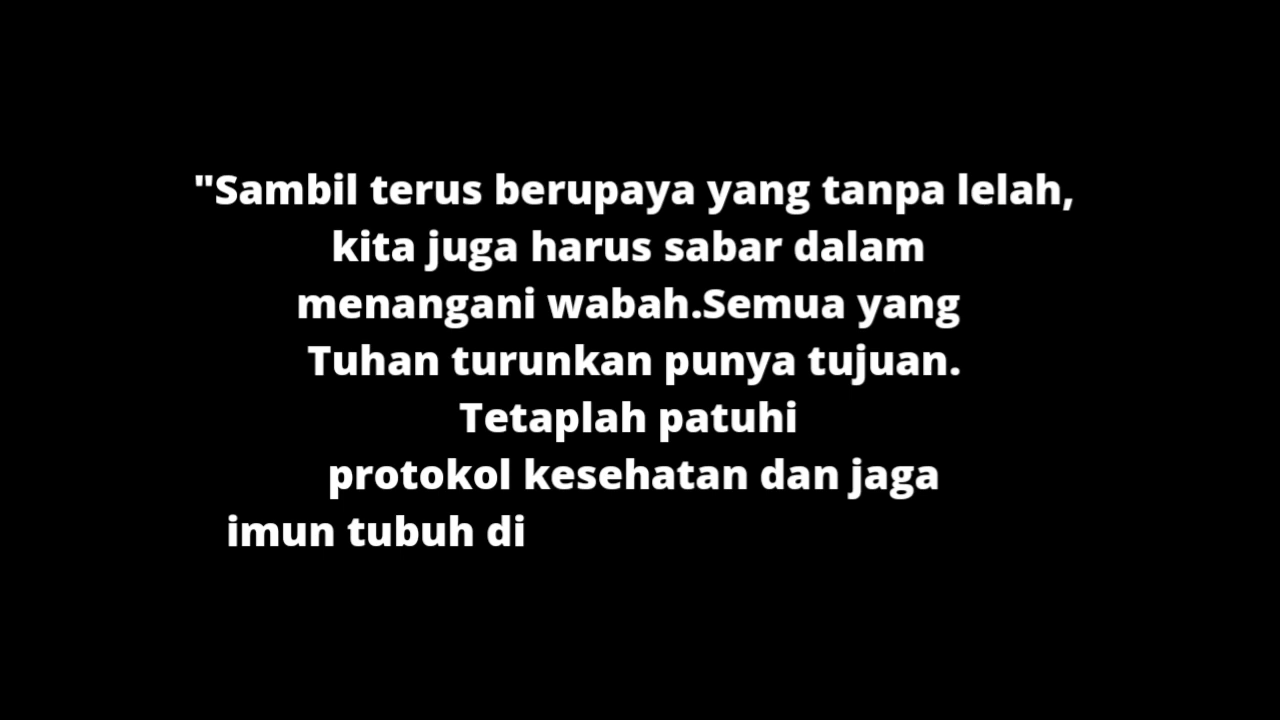 "Sambil terus berupaya yang tanpa lelah,
kita juga harus sabar dalam
menangani wabah.Semua yang
Tuhan turunkan punya tujuan.
Tetaplah patuhi
protokol kesehatan dan jaga
imun tubuh di